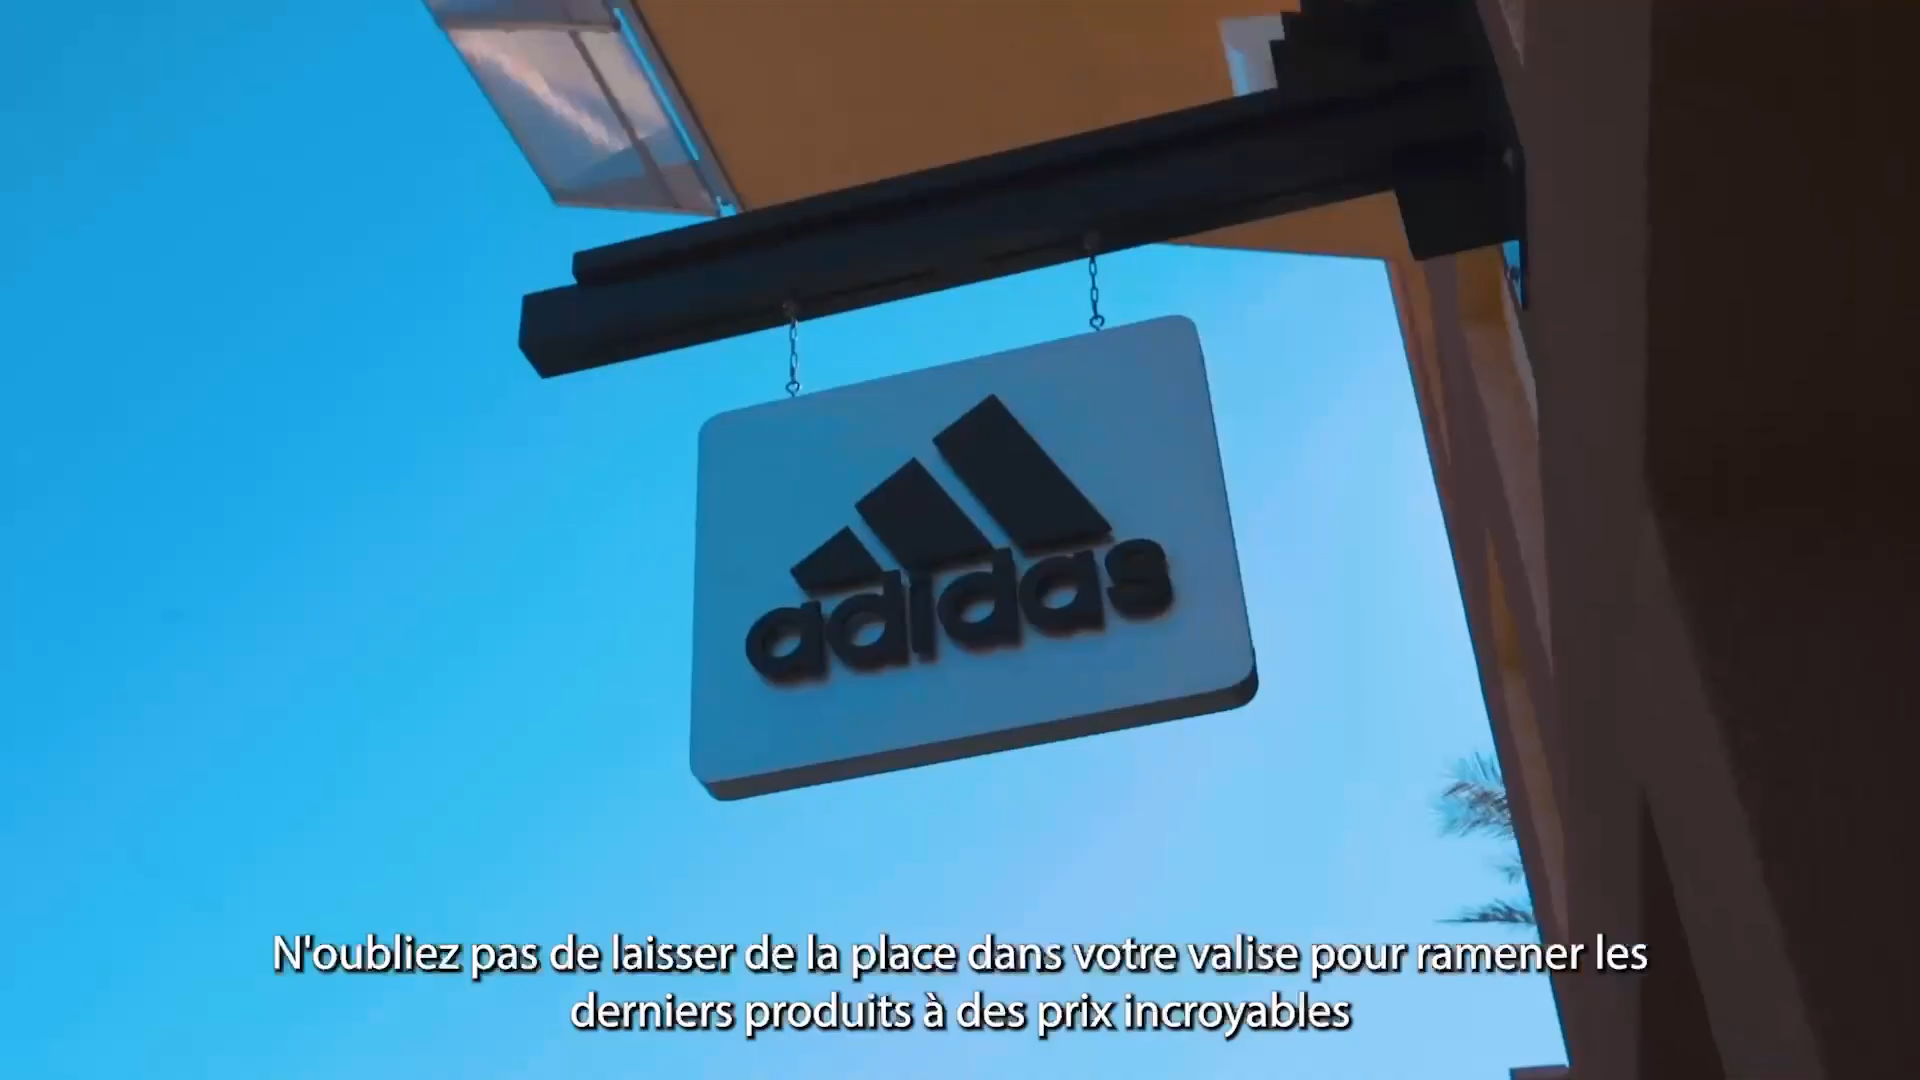 adidas
N'oubliez pas de laisser de la place dans votre valise pour ramener les
derniers produits à des prix incroyables